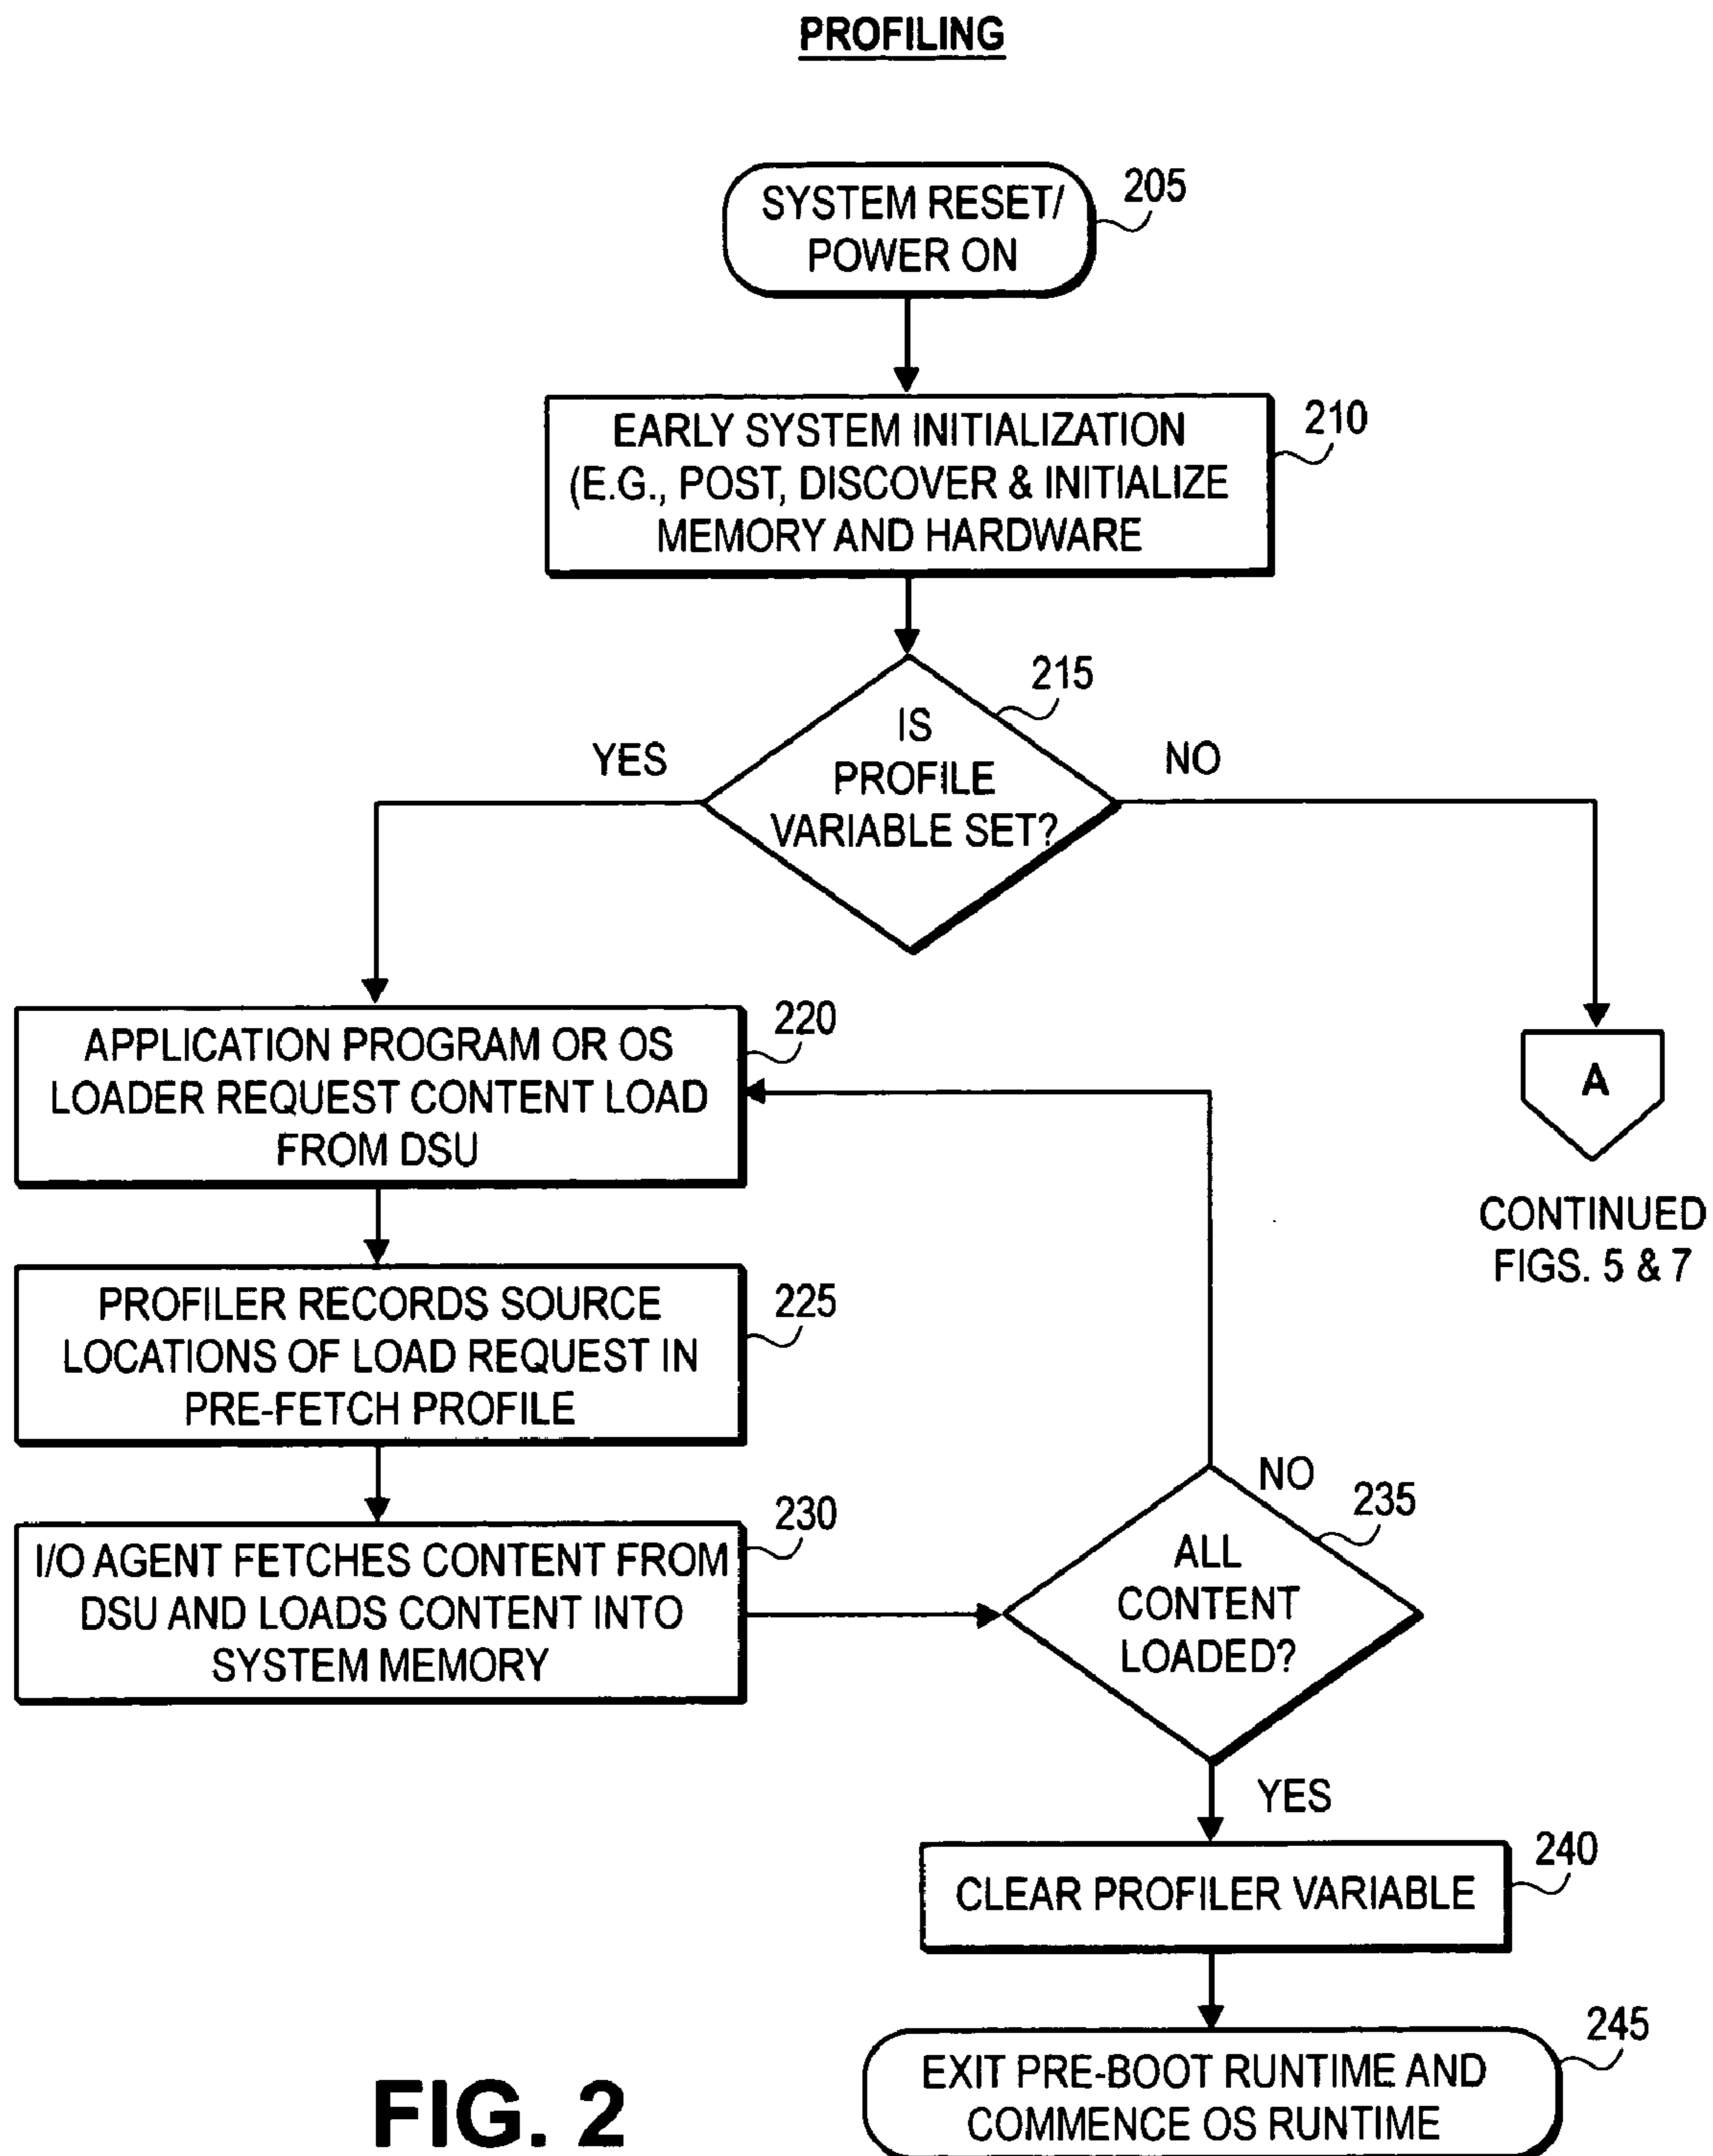 PROFILING
SYSTEM RESET/
POWER ON
205
EARLY SYSTEM INITIALIZATION
(E.G., POST, DISCOVER & INITIALIZE
MEMORY AND HARDWARE
210
IS
PROFILE
VARIABLE SET?
215
YES
NO
APPLICATION PROGRAM OR OS
LOADER REQUEST CONTENT LOAD
FROM DSU
220
A
CONTINUED
FIGS. 5 & 7
PROFILER RECORDS SOURCE
LOCATIONS OF LOAD REQUEST IN
PRE-FETCH PROFILE
225
I/O AGENT FETCHES CONTENT FROM
DSU AND LOADS CONTENT INTO
SYSTEM MEMORY
230
NO
235
ALL
CONTENT
LOADED?
YES
CLEAR PROFILER VARIABLE
240
EXIT PRE-BOOT RUNTIME AND
COMMENCE OS RUNTIME
245
FIG. 2